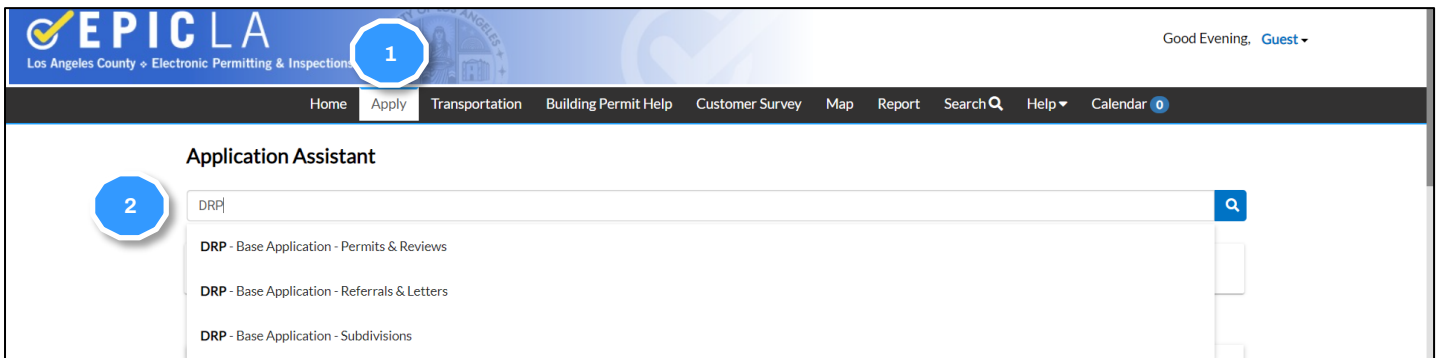 EPICLA
Los Angeles County ❖ Electronic Permitting & Inspections
1
Good Evening, Guest
Home Apply Transportation Building Permit Help Customer Survey Map Report Search Help Calendar 0
Application Assistant
2
DRP
DRP - Base Application - Permits & Reviews
DRP - Base Application - Referrals & Letters
DRP - Base Application - Subdivisions